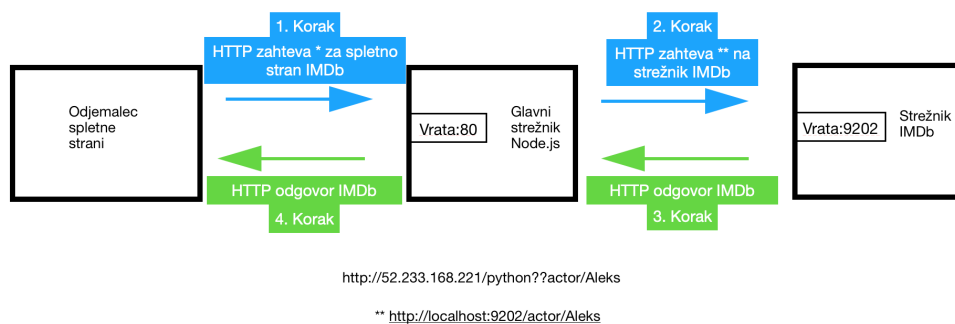 1. Korak
HTTP zahteva * za spletno
stran IMDb
2. Korak
HTTP zahteva ** na
strežnik IMDb
Odjemalec
spletne
strani
Vrata:80
Glavni
strežnik
Node.js
Vrata:9202
Strežnik
IMDb
HTTP odgovor IMDb
4. Korak
HTTP odgovor IMDb
3. Korak
http://52.233.168.221/python??actor/Aleks
** http://localhost:9202/actor/Aleks